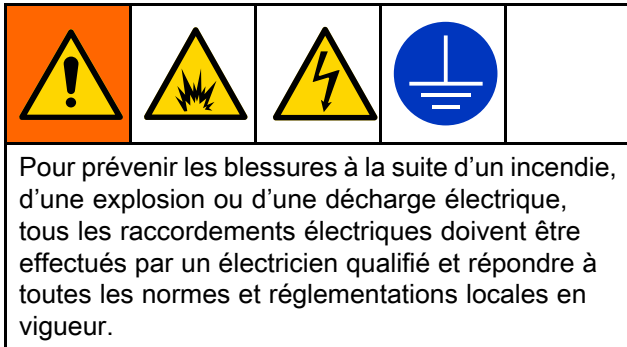 Pour prévenir les blessures à la suite d'un incendie,
d'une explosion ou d'une décharge électrique,
tous les raccordements électriques doivent être
effectués par un électricien qualifié et répondre à
toutes les normes et réglementations locales en
vigueur.